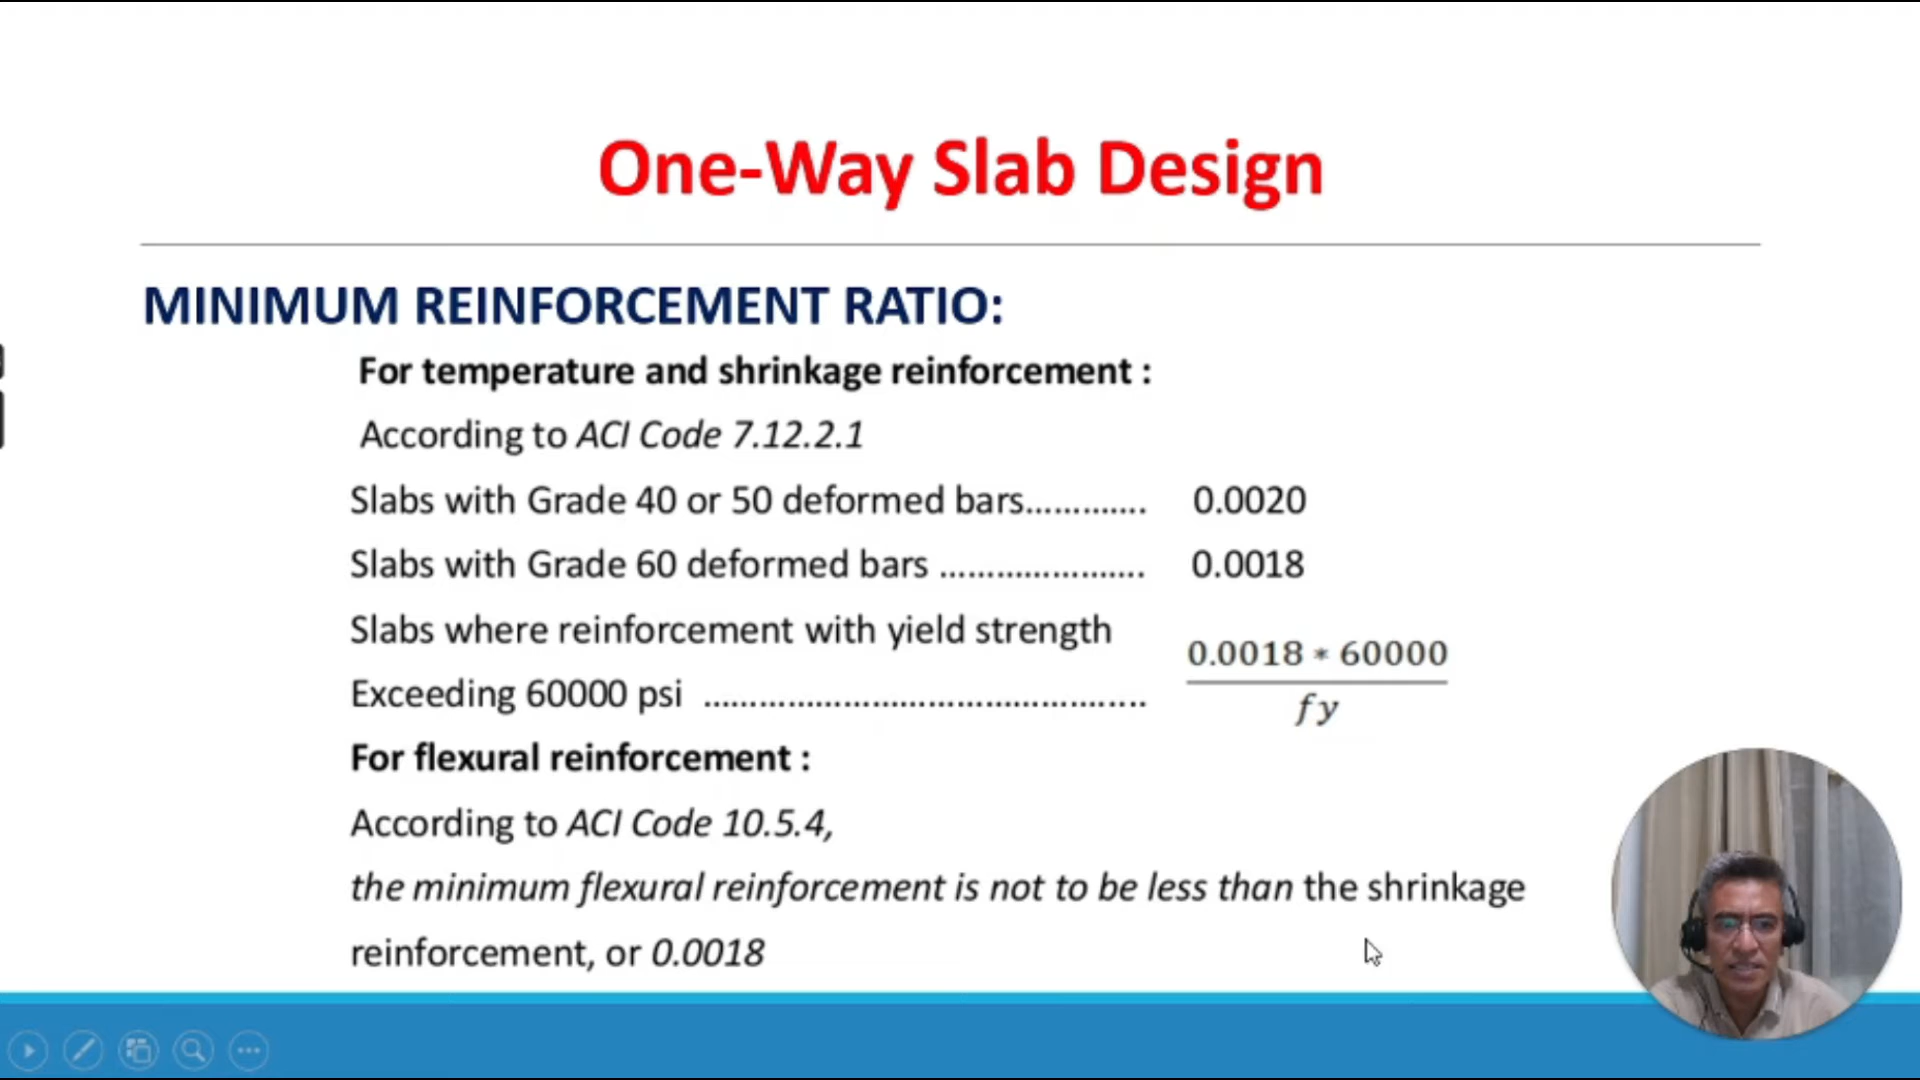 One-Way Slab Design
MINIMUM REINFORCEMENT RATIO:
For temperature and shrinkage reinforcement :
According to ACI Code 7.12.2.1
Slabs with Grade 40 or 50 deformed bars............. 0.0020
Slabs with Grade 60 deformed bars ...................... 0.0018
Slabs where reinforcement with yield strength
Exceeding 60000 psi ............................................... 0.0018 * 60000
fy
For flexural reinforcement :
According to ACI Code 10.5.4,
the minimum flexural reinforcement is not to be less than the shrinkage
reinforcement, or 0.0018